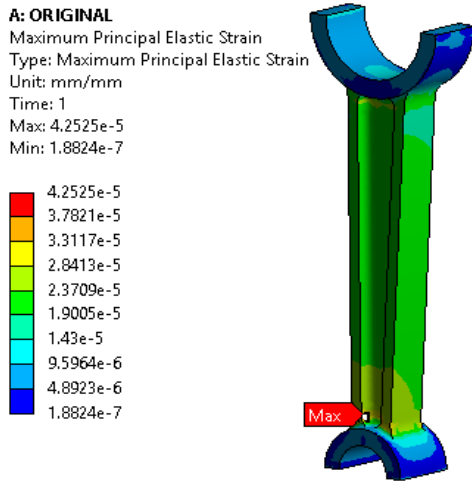 A: ORIGINAL
Maximum Principal Elastic Strain
Type: Maximum Principal Elastic Strain
Unit: mm/mm
Time: 1
Max: 4.2525e-5
Min: 1.8824e-7
4.2525e-5
3.7821e-5
3.3117e-5
2.8413e-5
2.3709e-5
1.9005e-5
1.43e-5
9.5964e-6
4.8923e-6
1.8824e-7
Max